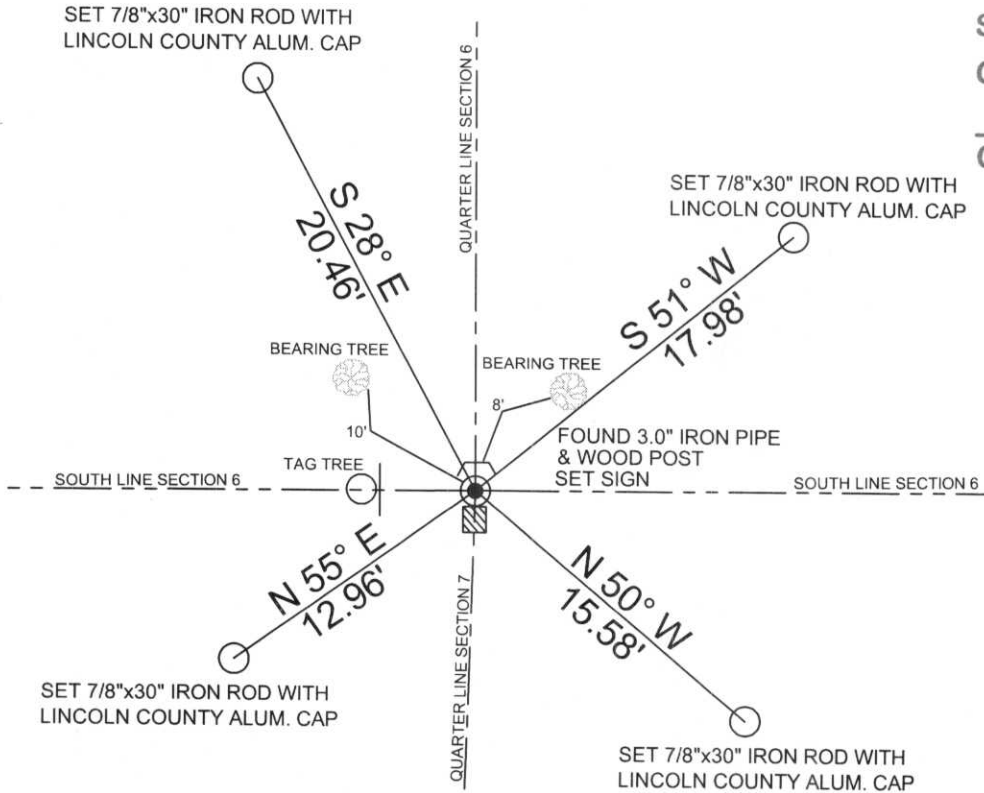 SET 7/8"x30" IRON ROD WITH
LINCOLN COUNTY ALUM. CAP
QUARTER LINE SECTION 6
SET 7/8"x30" IRON ROD WITH
LINCOLN COUNTY ALUM. CAP
S 28° E
20.46'
S 51° W
17.98'
BEARING TREE
BEARING TREE
8'
10'
FOUND 3.0" IRON PIPE
& WOOD POST
SET SIGN
TAG TREE
SOUTH LINE SECTION 6
SOUTH LINE SECTION 6
N 55° E
12.96'
N 50° W
15.58'
QUARTER LINE SECTION 7
SET 7/8"x30" IRON ROD WITH
LINCOLN COUNTY ALUM. CAP
SET 7/8"x30" IRON ROD WITH
LINCOLN COUNTY ALUM. CAP